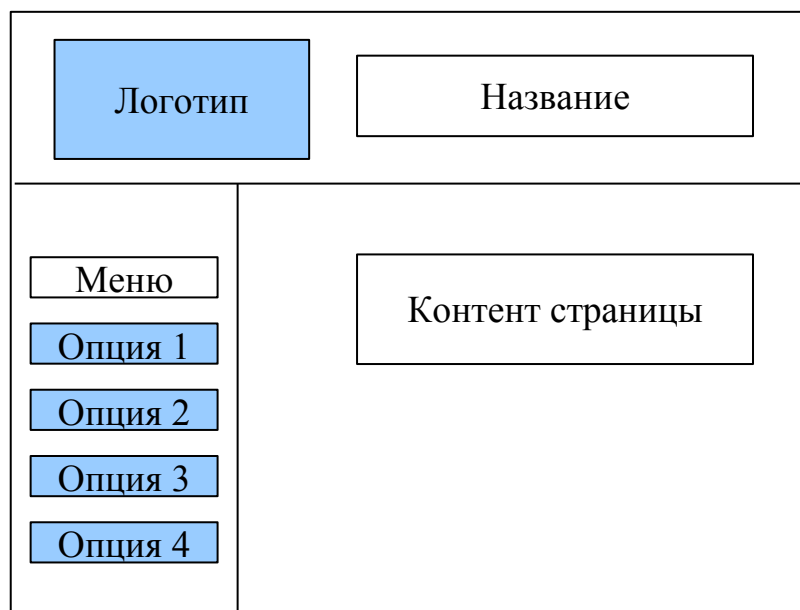 Логотип
Название
Меню
Опция 1
Опция 2
Опция 3
Опция 4
Контент страницы